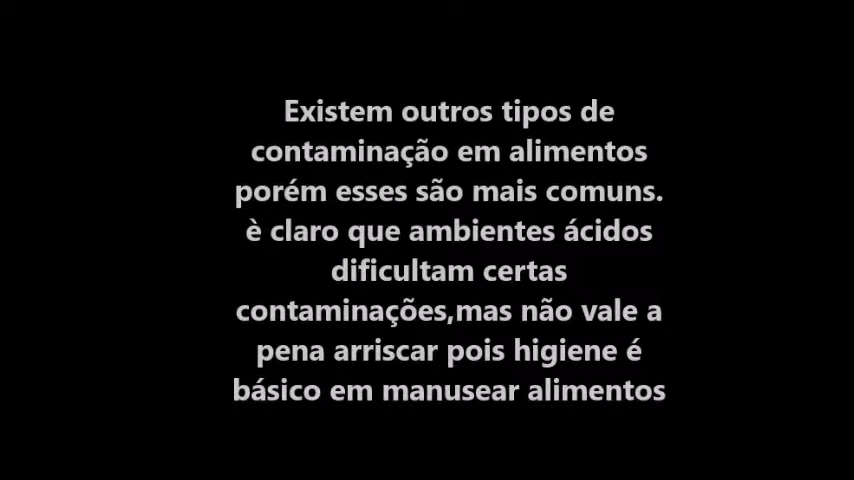 Existem outros tipos de
contaminação em alimentos
porém esses são mais comuns.
è claro que ambientes ácidos
dificultam certas
contaminações,mas não vale a
pena arriscar pois higiene é
básico em manusear alimentos